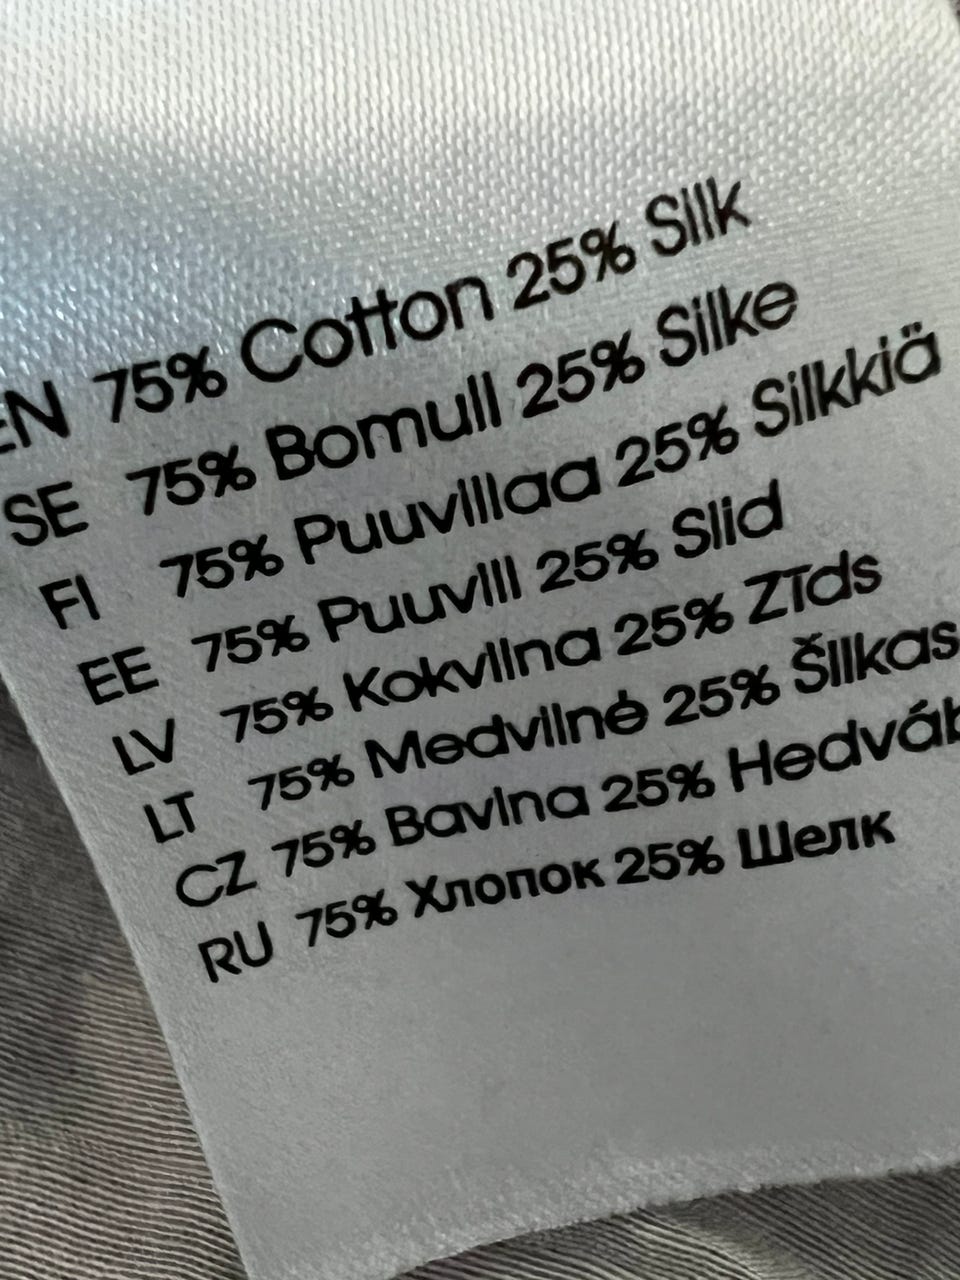 EN 75% Cotton 25% Silk
SE 75% Bomull 25% Silke
FI 75% Puuvillaa 25% Silkkiä
EE 75% Puuvill 25% Siid
LV 75% Kokvilna 25% Zīds
LT 75% Medvilnė 25% Šilkas
CZ 75% Bavlna 25%
RU 75% Хлопок 25% Шелк